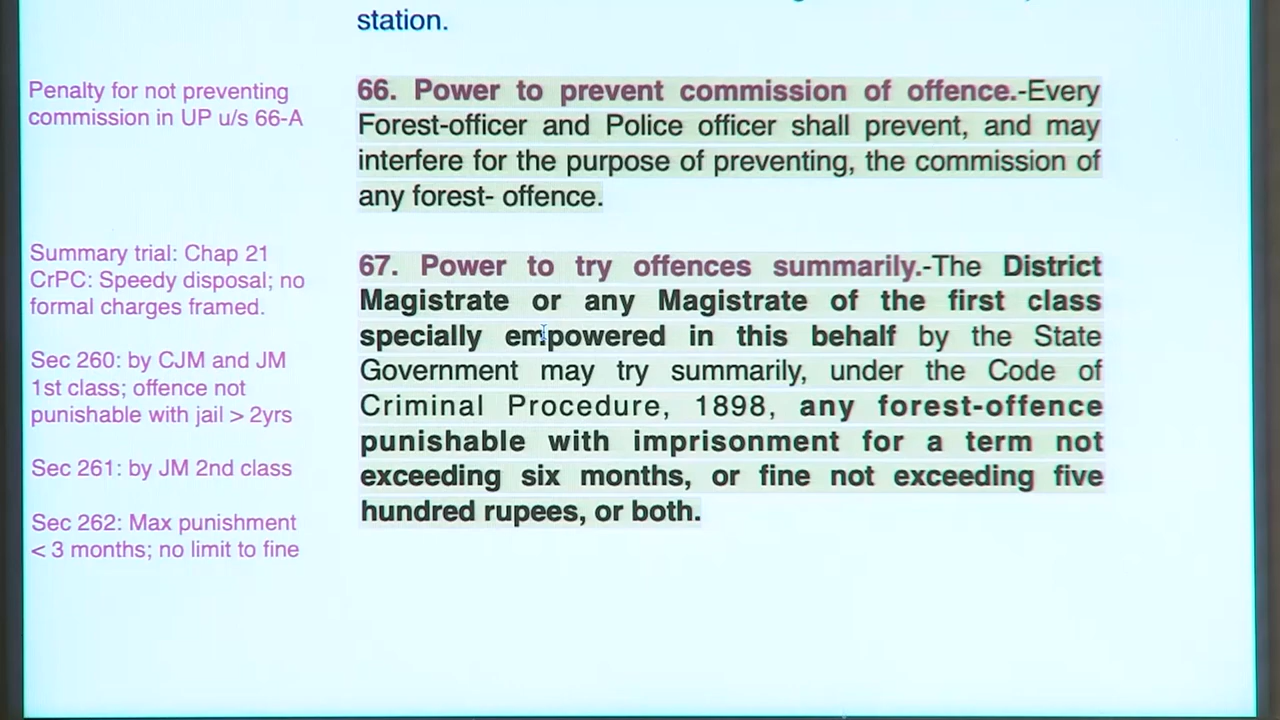 station.
Penalty for not preventing
commission in UP u/s 66-A
66. Power to prevent commission of offence.-Every
Forest-officer and Police officer shall prevent, and may
interfere for the purpose of preventing, the commission of
any forest- offence.
Summary trial: Chap 21
CrPC: Speedy disposal; no
formal charges framed.
Sec 260: by CJM and JM
1st class; offence not
punishable with jail > 2yrs
Sec 261: by JM 2nd class
Sec 262: Max punishment
< 3 months; no limit to fine
67. Power to try offences summarily.-The District
Magistrate or any Magistrate of the first class
specially empowered in this behalf by the State
Government may try summarily, under the Code of
Criminal Procedure, 1898, any forest-offence
punishable with imprisonment for a term not
exceeding six months, or fine not exceeding five
hundred rupees, or both.